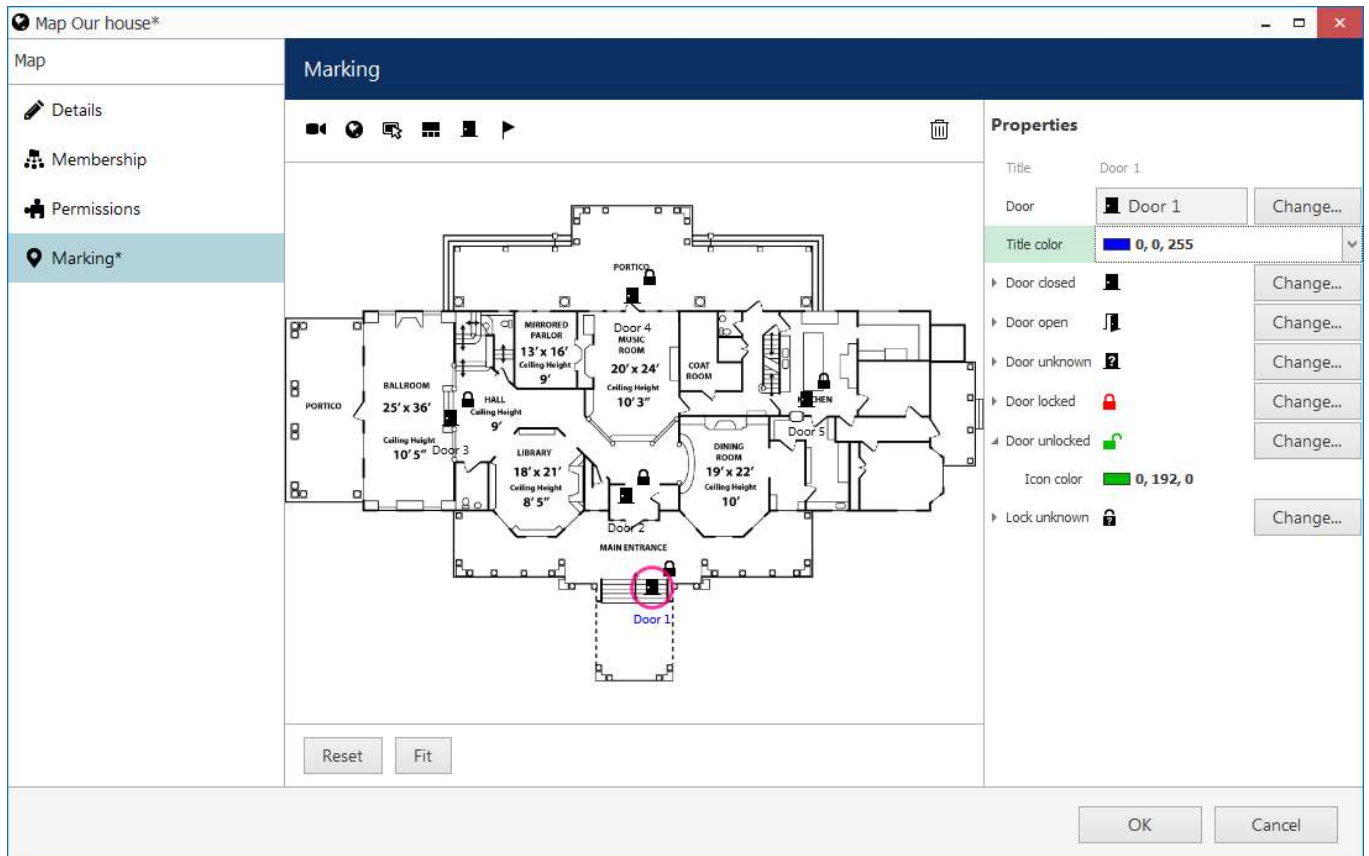 Map Our house*
Map
Details
Membership
Permissions
Marking*
Marking
PORTICO
MIRRORED
PARLOR
13' x 16'
Ceiling Height
9'
Door 4
MUSIC
ROOM
20' x 24'
Ceiling Height
10' 3"
COAT
ROOM
BALLROOM
25' x 36'
Ceiling Height
10' 5"
PORTICO
HALL
Ceiling Height
9'
Door 3
LIBRARY
18' x 21'
Ceiling Height
8' 5"
Door 5
DINING
ROOM
19' x 22'
Ceiling Height
10'
Door 2
MAIN ENTRANCE
Door 1
Reset
Fit
Properties
Title Door 1
Door Door 1 Change...
Title color 0, 0, 255
Door closed Change...
Door open Change...
Door unknown Change...
Door locked Change...
Door unlocked Change...
Icon color 0, 192, 0
Lock unknown Change...
OK
Cancel